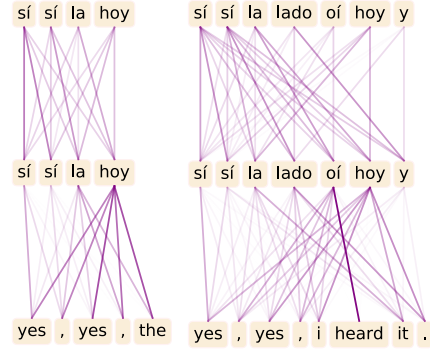 sí sí la hoy
sí sí la lado oí hoy y
sí sí la hoy
sí sí la lado oí hoy y
yes , yes , the
yes , yes , i heard it .